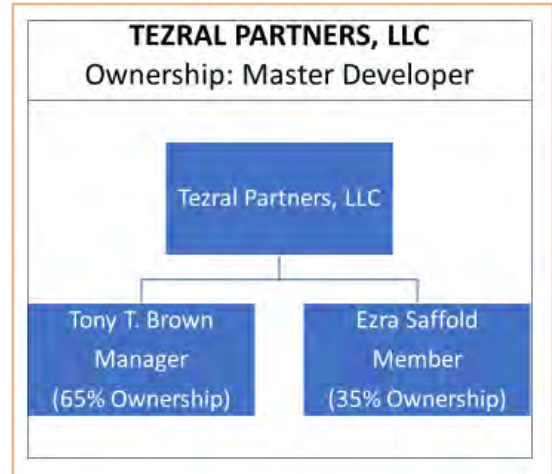 TEZRAL PARTNERS, LLC
Ownership: Master Developer
Tezral Partners, LLC
Tony T. Brown
Manager
(65% Ownership)
Ezra Saffold
Member
(35% Ownership)